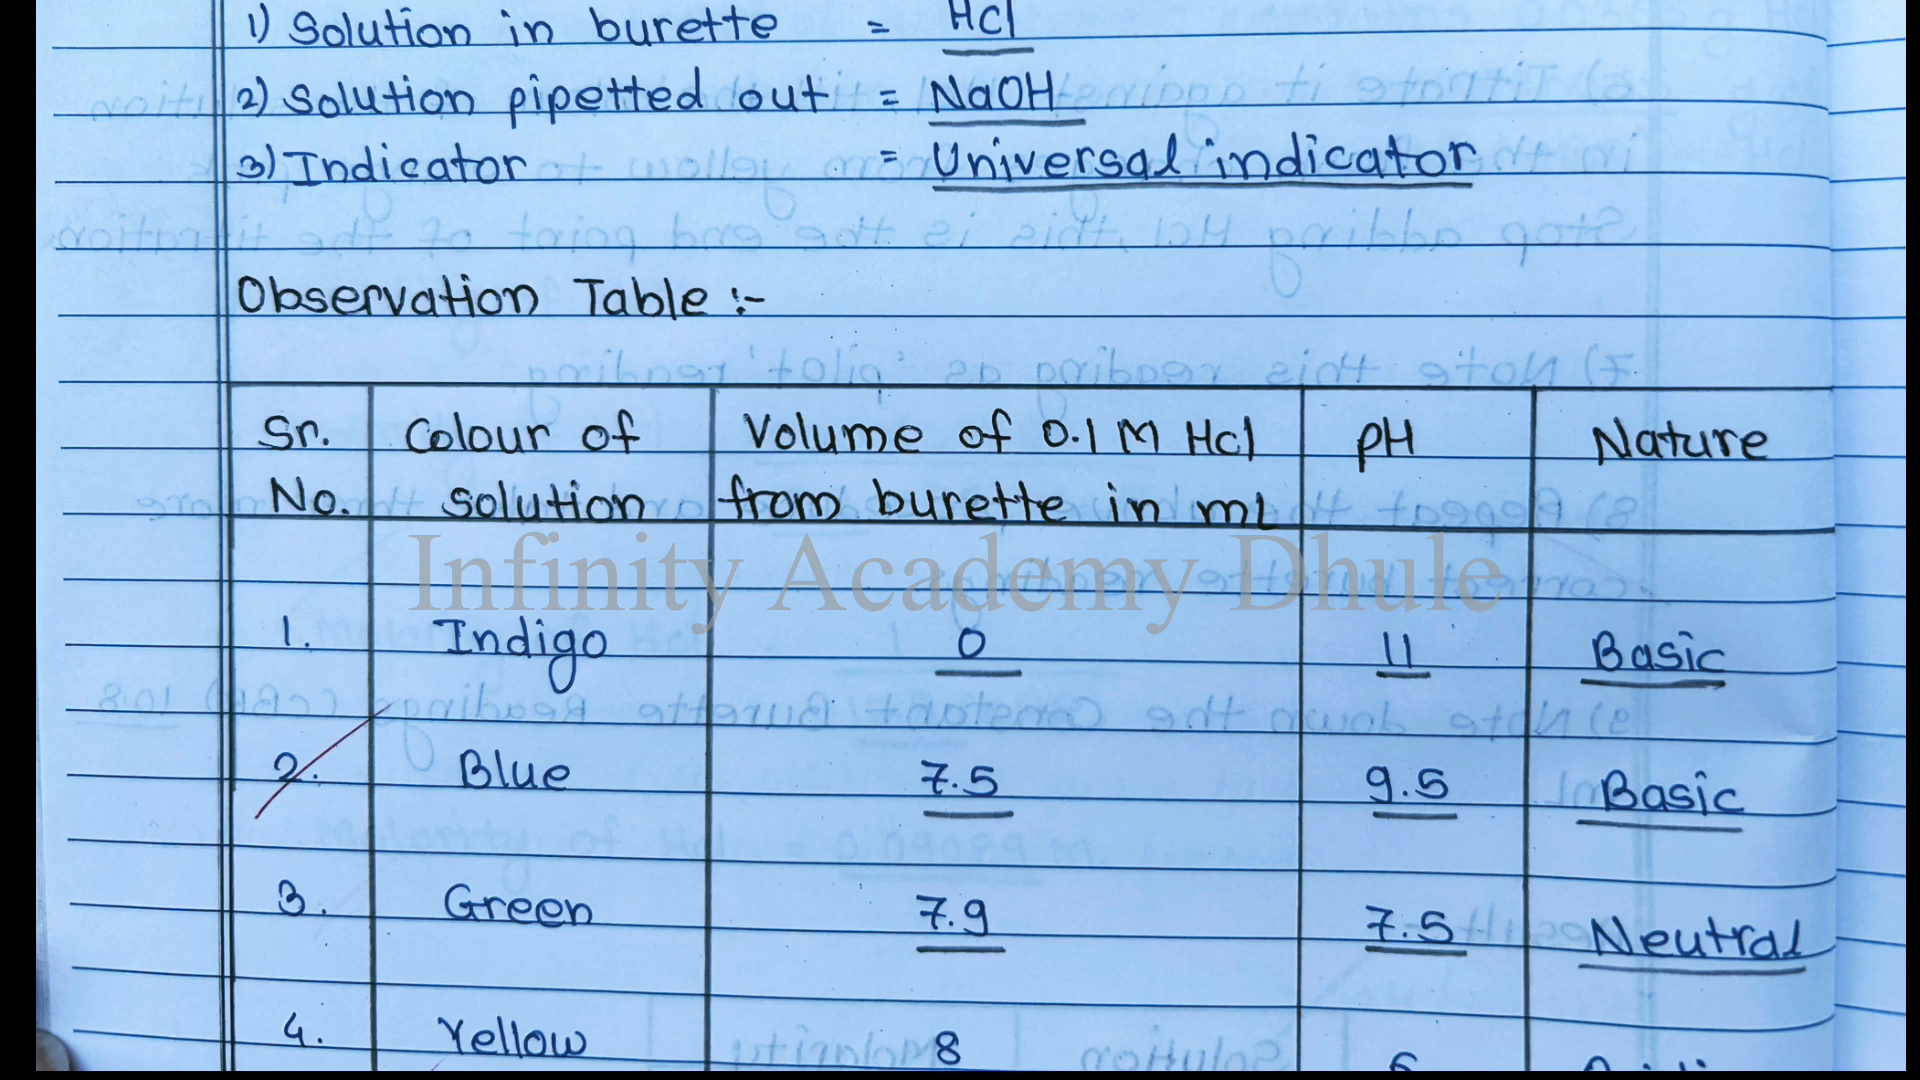 1) Solution in burette = HCl
2) Solution pipetted out = NaOH
3) Indicator = Universal indicator
Observation Table :-
Sr. No. Colour of solution Volume of 0.1 M Hcl from burette in mL pH Nature
Infinity Academy Dhule
1. Indigo 0 11 Basic
2. Blue 7.5 9.5 Basic
3. Green 7.9 7.5 Neutral
4. Yellow 8 6